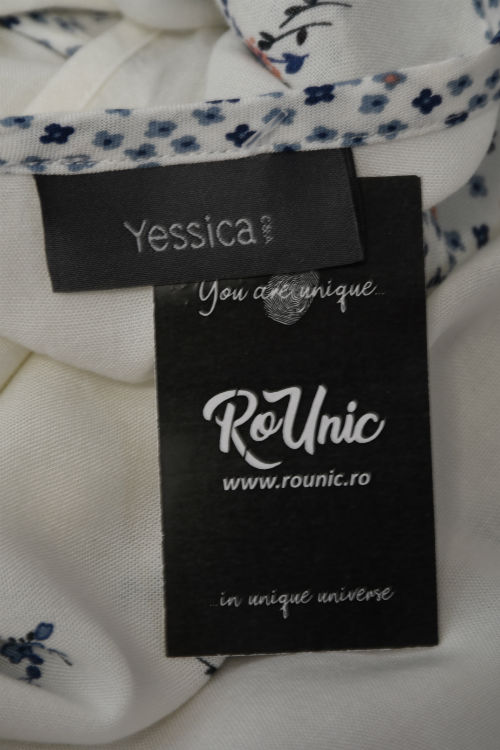 Yessica C&A
You are unique...
RoUnic
www.rounic.ro
...in unique universe